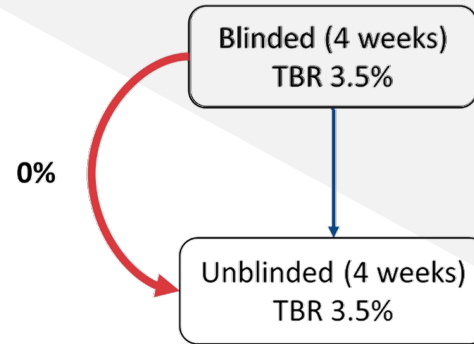 Blinded (4 weeks)
TBR 3.5%
0%
Unblinded (4 weeks)
TBR 3.5%